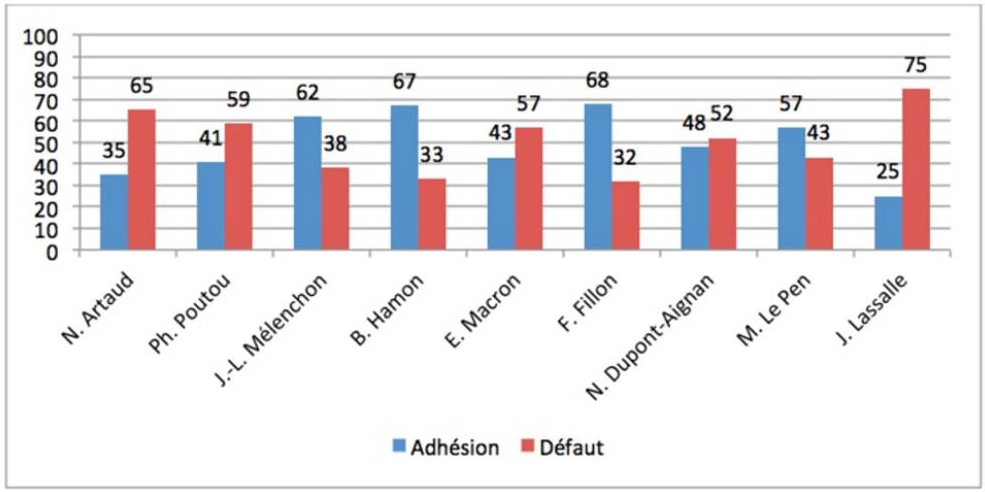 100
90
80
70
60
50
40
30
20
10
0
35
65
41
59
62
38
67
33
43
57
68
32
48
52
57
43
25
75
N. Artaud
Ph. Poutou
J.-L. Mélenchon
B. Hamon
E. Macron
F. Fillon
N. Dupont-Aignan
M. Le Pen
J. Lassalle
Adhésion
Défaut